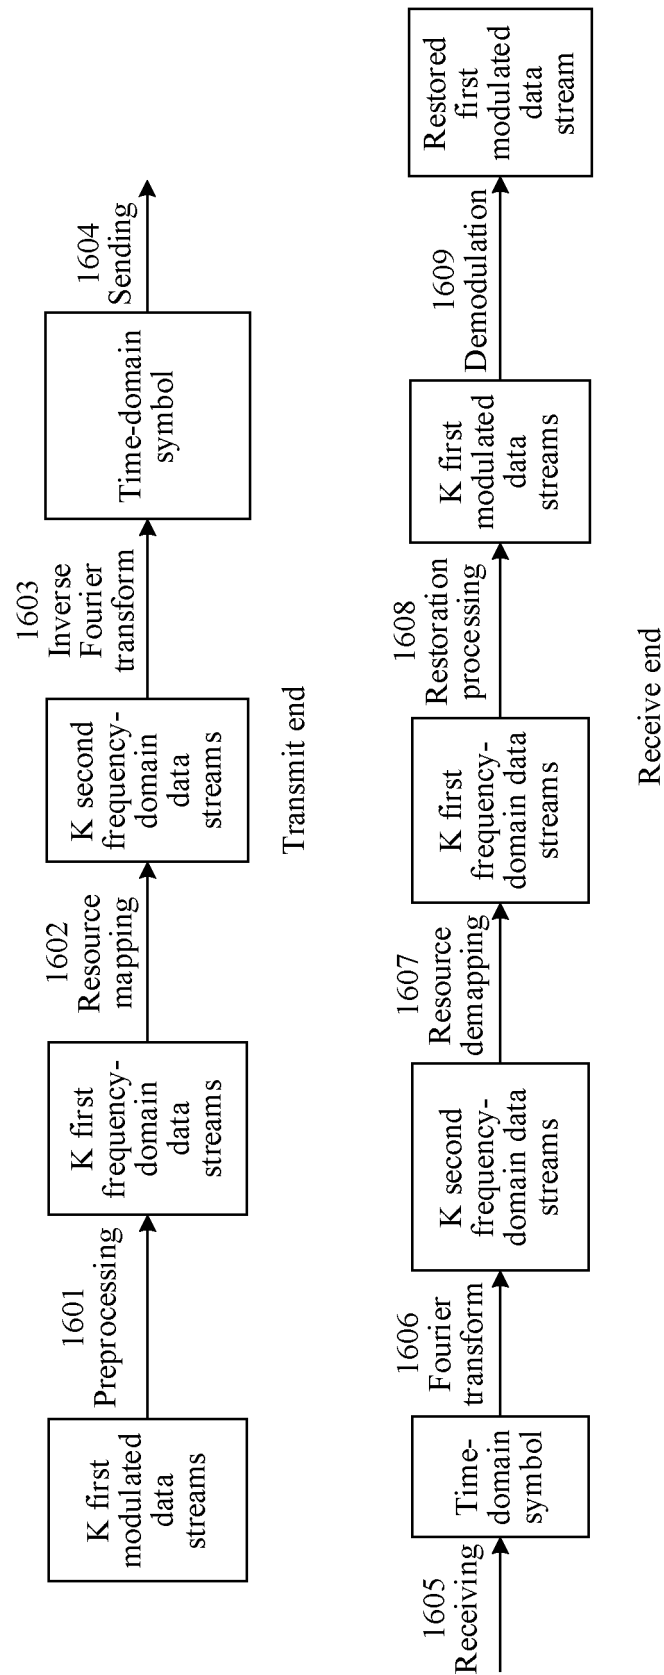 K first
modulated
data
streams
1601
Preprocessing
K first
frequency-
domain
data
streams
1602
Resource
mapping
K second
frequency-
domain
data
streams
1603
Inverse
Fourier
transform
Time-domain
symbol
1604
Sending
Transmit end
1605
Receiving
Time-
domain
symbol
1606
Fourier
transform
K second
frequency-
domain data
streams
1607
Resource
demapping
K first
frequency-
domain data
streams
1608
Restoration
processing
K first
modulated
data
streams
1609
Demodulation
Restored
first
modulated
data
stream
Receive end